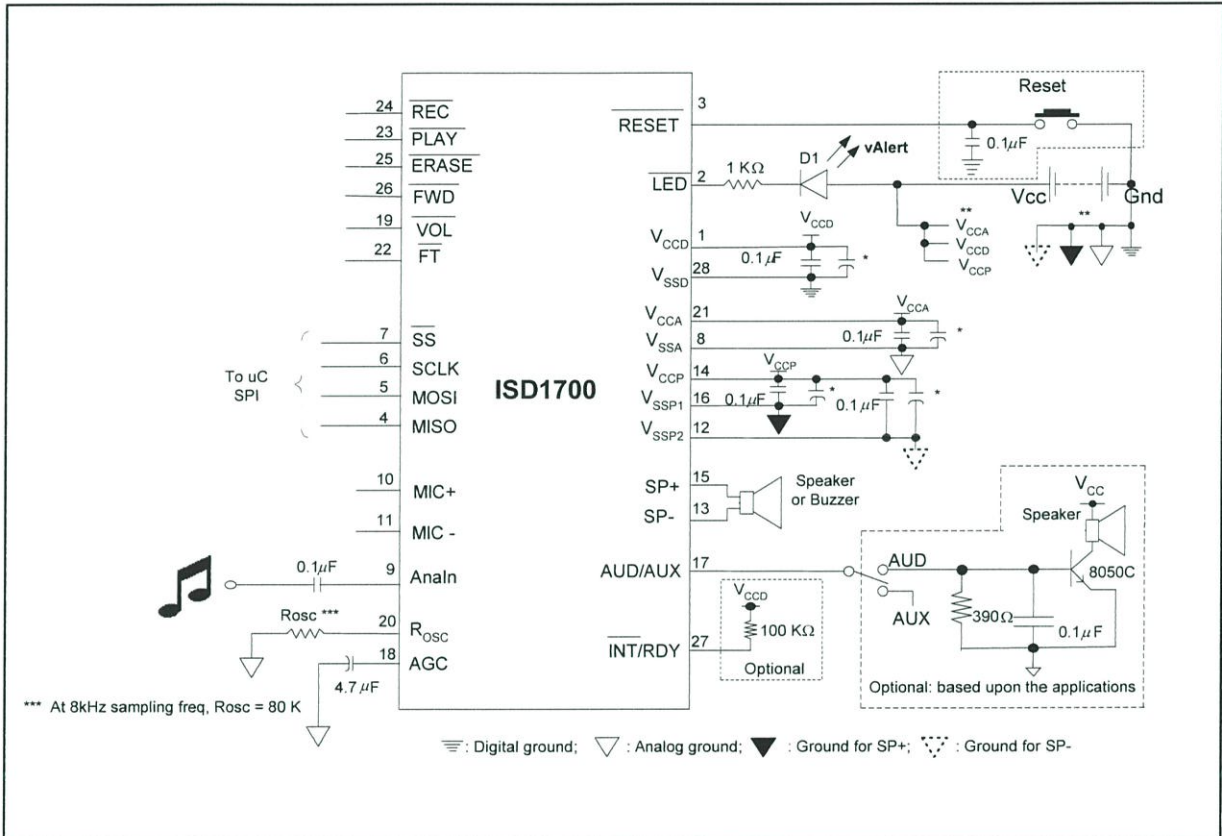 24 REC
23 PLAY
25 ERASE
26 FWD
19 VOL
22 FT
To uC
SPI
7 SS
6 SCLK
5 MOSI
4 MISO
10 MIC+
11 MIC -
0.1µF
9 AnaIn
Rosc ***
20 ROSC
18 AGC
4.7µF
*** At 8kHz sampling freq, Rosc = 80 K
ISD1700
RESET 3
Reset
0.1µF
LED 2
1 KΩ
D1
vAlert
Vcc
Gnd
**
VCCA
VCCD
VCCP
**
VCCD 1
VCCD
0.1µF
*
VSSD 28
VCCA 21
VCCA
0.1µF
*
VSSA 8
VCCP 14
VCCP
VSSP1 16
0.1µF
*
0.1µF
*
VSSP2 12
SP+ 15
SP- 13
Speaker
or Buzzer
AUD/AUX 17
AUD
AUX
VCC
Speaker
8050C
390Ω
0.1µF
Optional: based upon the applications
INT/RDY 27
VCCD
100 KΩ
Optional
: Digital ground; : Analog ground; : Ground for SP+; : Ground for SP-